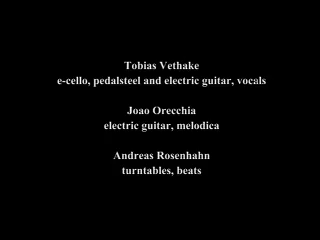 Tobias Vethake
e-cello, pedalsteel and electric guitar, vocals
Joao Orecchia
electric guitar, melodica
Andreas Rosenhahn
turntables, beats